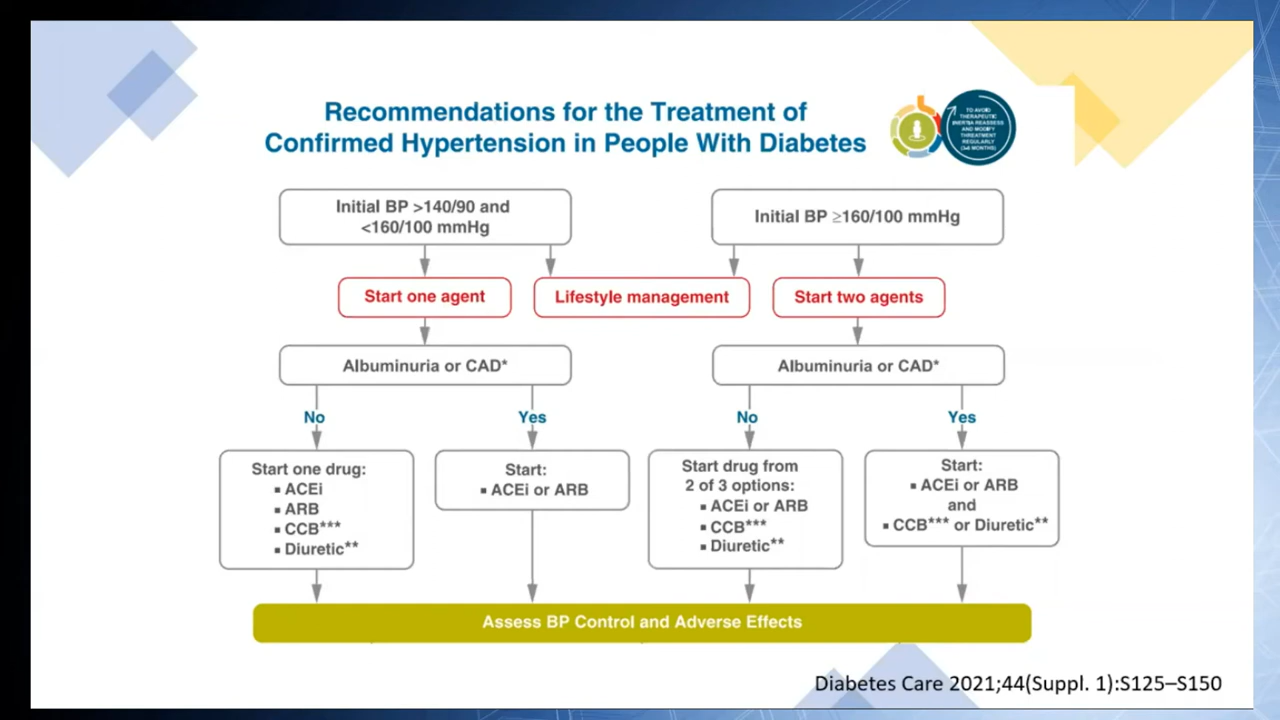 Recommendations for the Treatment of
Confirmed Hypertension in People With Diabetes
TO AVOID
THERAPEUTIC
INERTIA REASSESS
AND MODIFY
TREATMENT
REGULARLY
(3-6 MONTHS)
Initial BP >140/90 and
<160/100 mmHg
Initial BP ≥160/100 mmHg
Start one agent
Lifestyle management
Start two agents
Albuminuria or CAD*
Albuminuria or CAD*
No
Yes
No
Yes
Start one drug:
▪ ACEi
▪ ARB
▪ CCB***
▪ Diuretic**
Start:
▪ ACEi or ARB
Start drug from
2 of 3 options:
▪ ACEi or ARB
▪ CCB***
▪ Diuretic**
Start:
▪ ACEi or ARB
and
▪ CCB*** or Diuretic**
Assess BP Control and Adverse Effects
Diabetes Care 2021;44(Suppl. 1):S125–S150